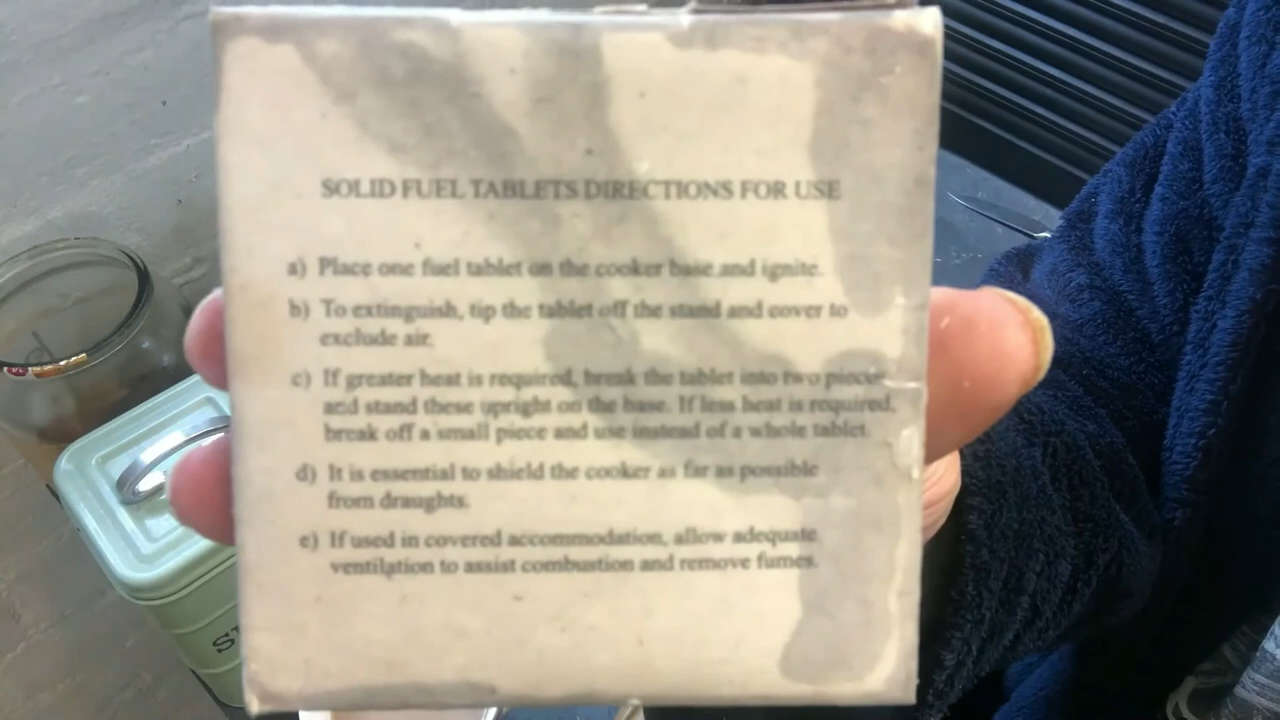 SOLID FUEL TABLETS DIRECTIONS FOR USE
a) Place one fuel tablet on the cooker base and ignite.
b) To extinguish, tip the tablet off the stand and cover to
exclude air.
c) If greater heat is required, break the tablet into two pieces
and stand these upright on the base. If less heat is required,
break off a small piece and use instead of a whole tablet.
d) It is essential to shield the cooker as far as possible
from draughts.
e) If used in covered accommodation, allow adequate
ventilation to assist combustion and remove fumes.